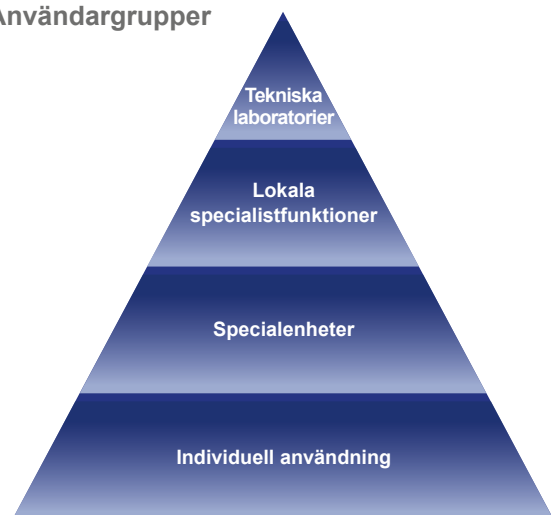 Användargrupper
Tekniska
laboratorier
Lokala
specialistfunktioner
Specialenheter
Individuell användning